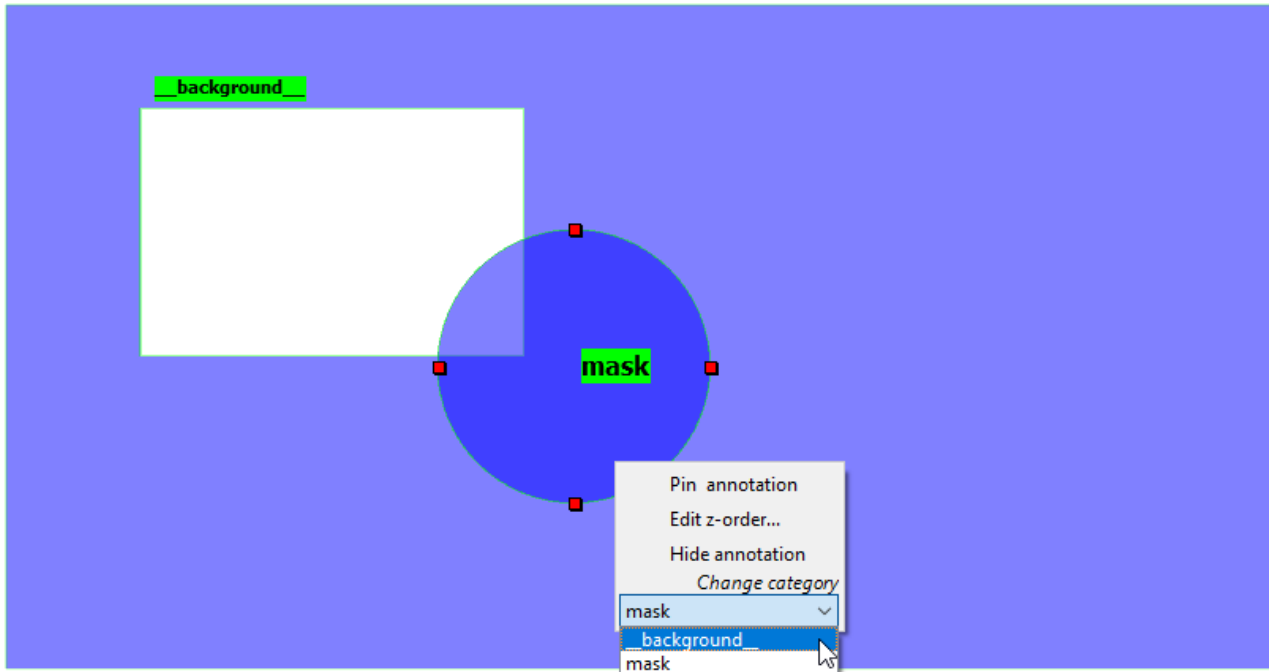 __background__
mask
Pin annotation
Edit z-order...
Hide annotation
Change category
mask
__background__
mask